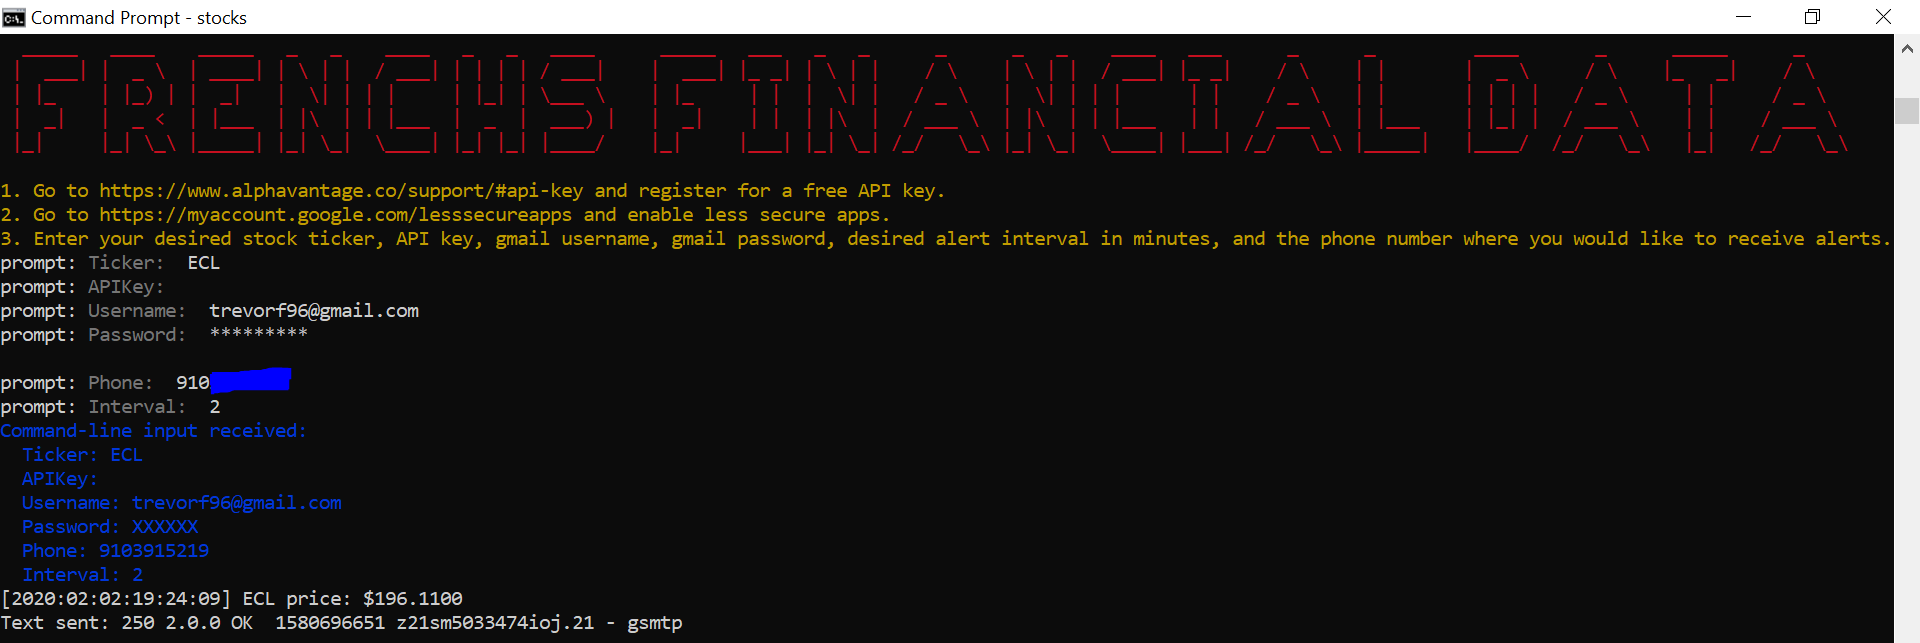 Command Prompt - stocks
FRENCHS FINANCIAL DATA
1. Go to https://www.alphavantage.co/support/#api-key and register for a free API key.
2. Go to https://myaccount.google.com/lesssecureapps and enable less secure apps.
3. Enter your desired stock ticker, API key, gmail username, gmail password, desired alert interval in minutes, and the phone number where you would like to receive alerts.
prompt: Ticker:  ECL
prompt: APIKey:
prompt: Username:  trevorf96@gmail.com
prompt: Password:  *********
prompt: Phone:  910
prompt: Interval:  2
Command-line input received:
  Ticker: ECL
  APIKey:
  Username: trevorf96@gmail.com
  Password: XXXXXX
  Phone: 9103915219
  Interval: 2
[2020:02:02:19:24:09] ECL price: $196.1100
Text sent: 250 2.0.0 OK  1580696651 z21sm5033474ioj.21 - gsmtp